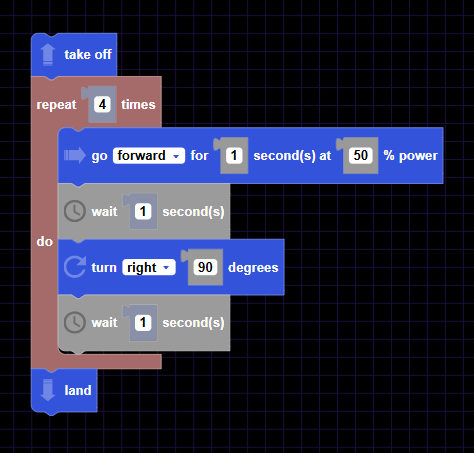 take off
repeat 4 times
go forward for 1 second(s) at 50 % power
wait 1 second(s)
do
turn right 90 degrees
wait 1 second(s)
land